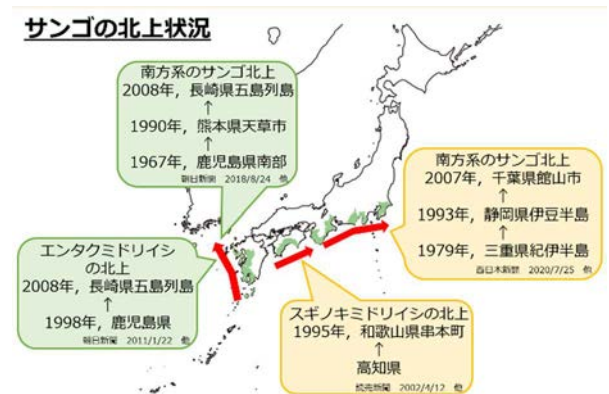 サンゴの北上状況
南方系のサンゴ北上
2008年，長崎県五島列島
↑
1990年，熊本県天草市
↑
1967年，鹿児島県南部
朝日新聞 2018/8/24 他
南方系のサンゴ北上
2007年，千葉県館山市
↑
1993年，静岡県伊豆半島
↑
1979年，三重県紀伊半島
西日本新聞 2020/7/25 他
エンタクミドリイシ
の北上
2008年，長崎県五島列島
↑
1998年，鹿児島県
朝日新聞 2011/1/22 他
スギノキミドリイシの北上
1995年，和歌山県串本町
↑
高知県
読売新聞 2002/4/12 他